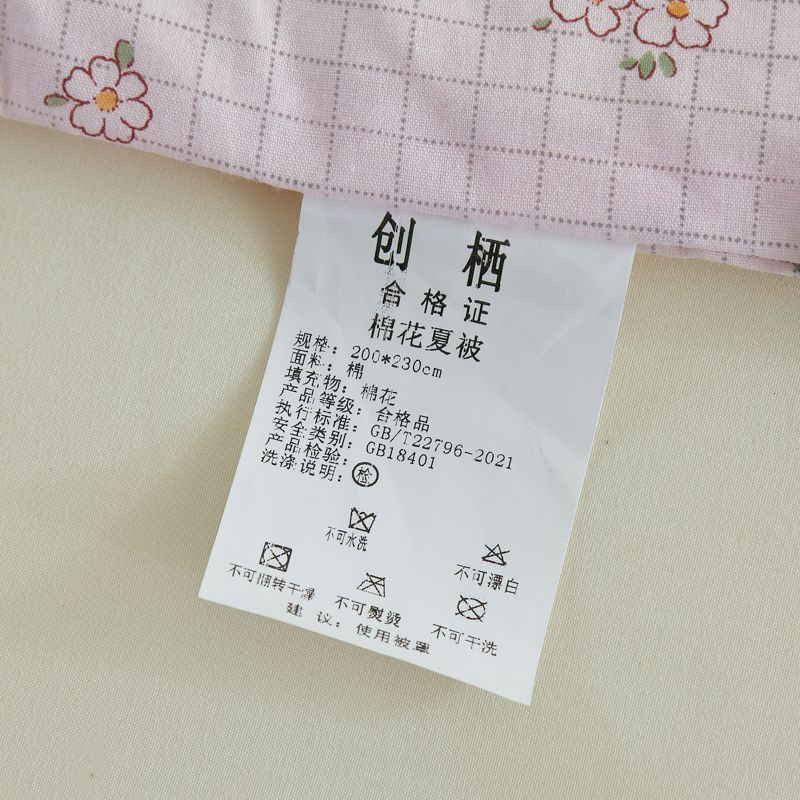 创 栖
合格证
棉花夏被
规格：200*230cm
面料：棉
填充物：棉花
产品等级：合格品
执行标准：GB/T22796-2021
安全类别：GB18401
产品检验：检
洗涤说明：
不可水洗
不可漂白
不可翻转干燥
不可熨烫
不可干洗
建 议：使用被罩